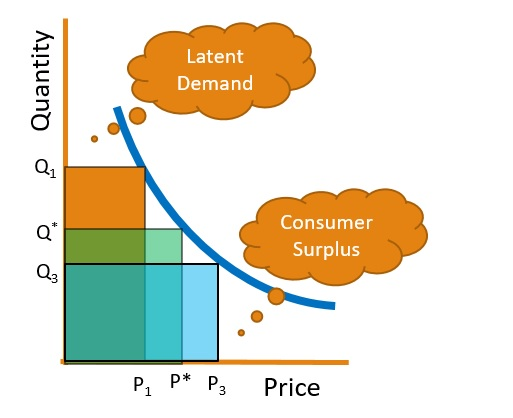 Latent
Demand
Quantity
Q1
Q*
Q3
Consumer
Surplus
P1
P*
P3
Price